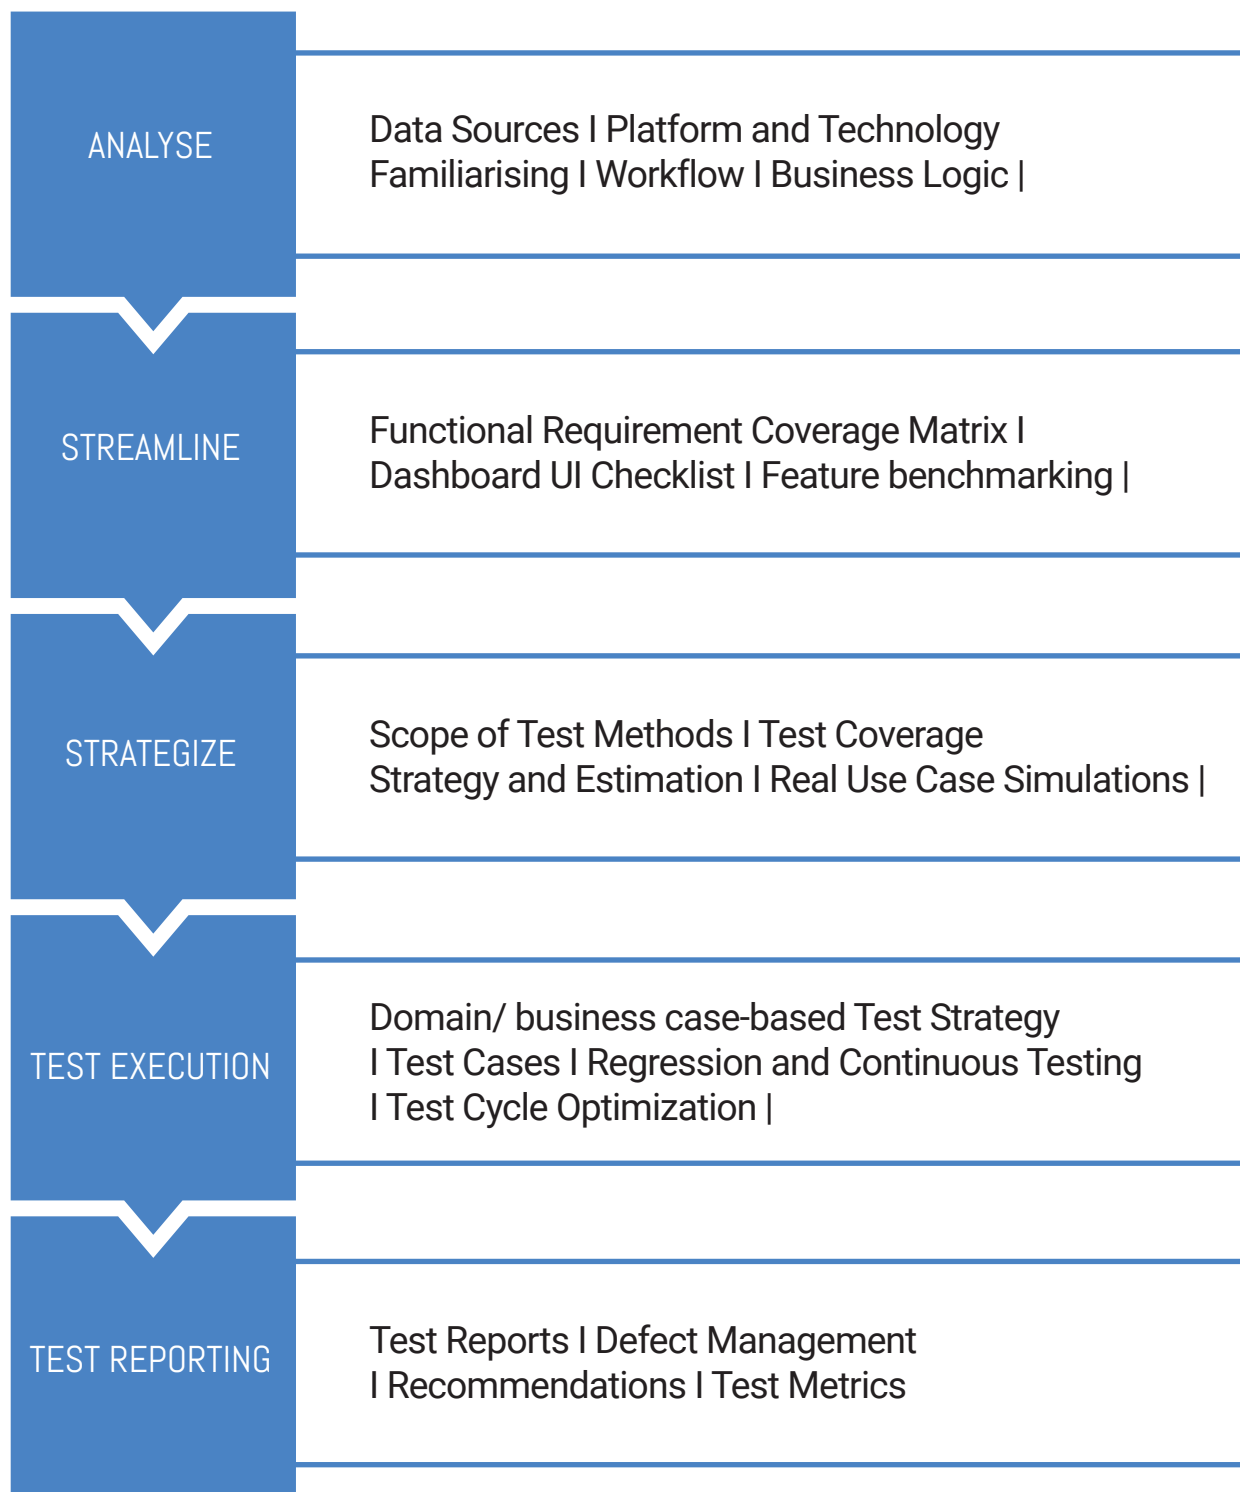 ANALYSE
Data Sources I Platform and Technology
Familiarising I Workflow I Business Logic |
STREAMLINE
Functional Requirement Coverage Matrix I
Dashboard UI Checklist I Feature benchmarking |
STRATEGIZE
Scope of Test Methods I Test Coverage
Strategy and Estimation I Real Use Case Simulations |
TEST EXECUTION
Domain/ business case-based Test Strategy
I Test Cases I Regression and Continuous Testing
I Test Cycle Optimization |
TEST REPORTING
Test Reports I Defect Management
I Recommendations I Test Metrics